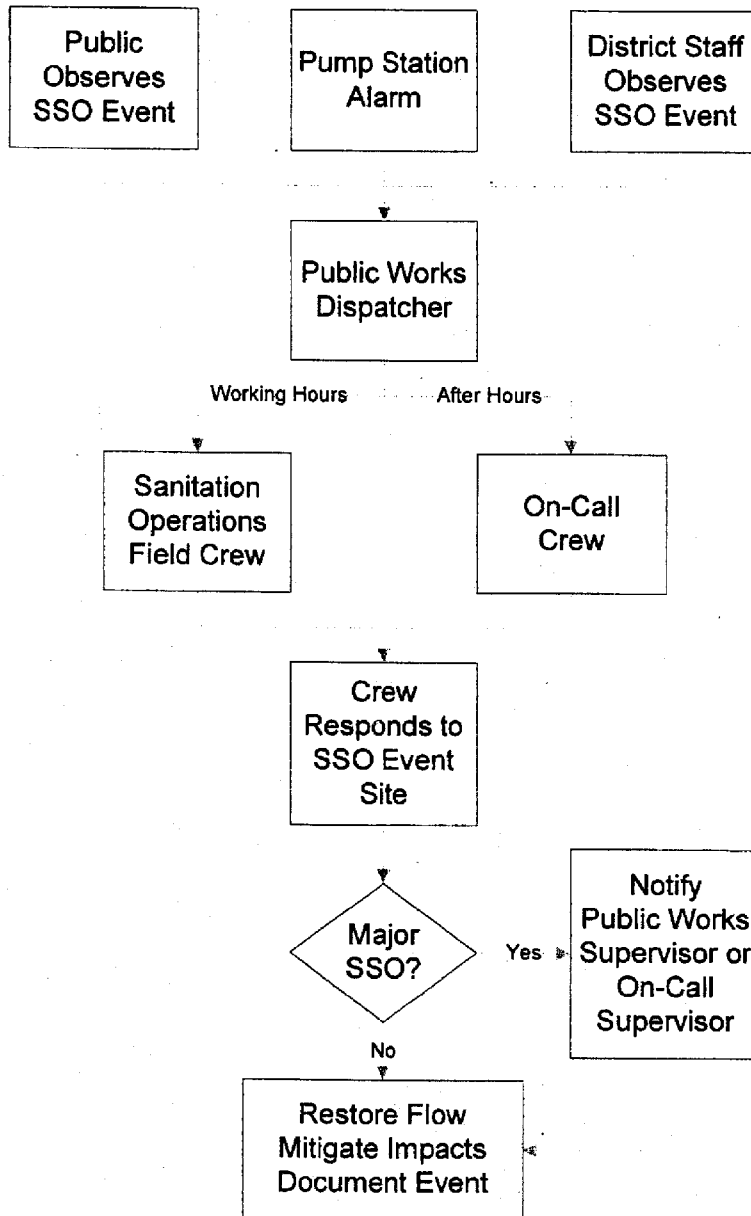 Public
Observes
SSO Event
Pump Station
Alarm
District Staff
Observes
SSO Event
Public Works
Dispatcher
Working Hours
After Hours
Sanitation
Operations
Field Crew
On-Call
Crew
Crew
Responds to
SSO Event
Site
Major
SSO?
Yes
Notify
Public Works
Supervisor or
On-Call
Supervisor
No
Restore Flow
Mitigate Impacts
Document Event